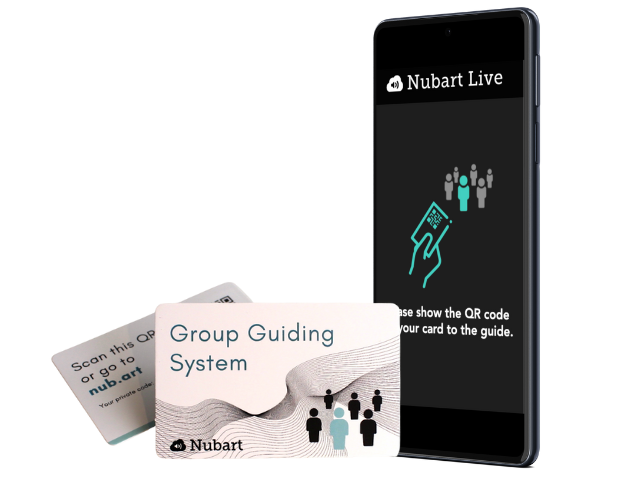 Nubart Live
ase show the QR code
your card to the guide.
Scan this QR
or go to
nub.art
Your private code:
Group Guiding
System
Nubart